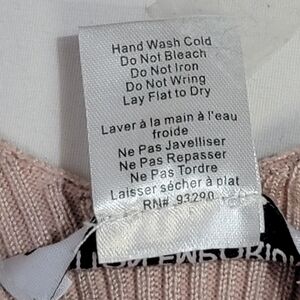 Hand Wash Cold
Do Not Bleach
Do Not Iron
Do Not Wring
Lay Flat to Dry
Laver à la main à l'eau
froide
Ne Pas Javelliser
Ne Pas Repasser
Ne Pas Tordre
Laisser sécher à plat
RN# 93290